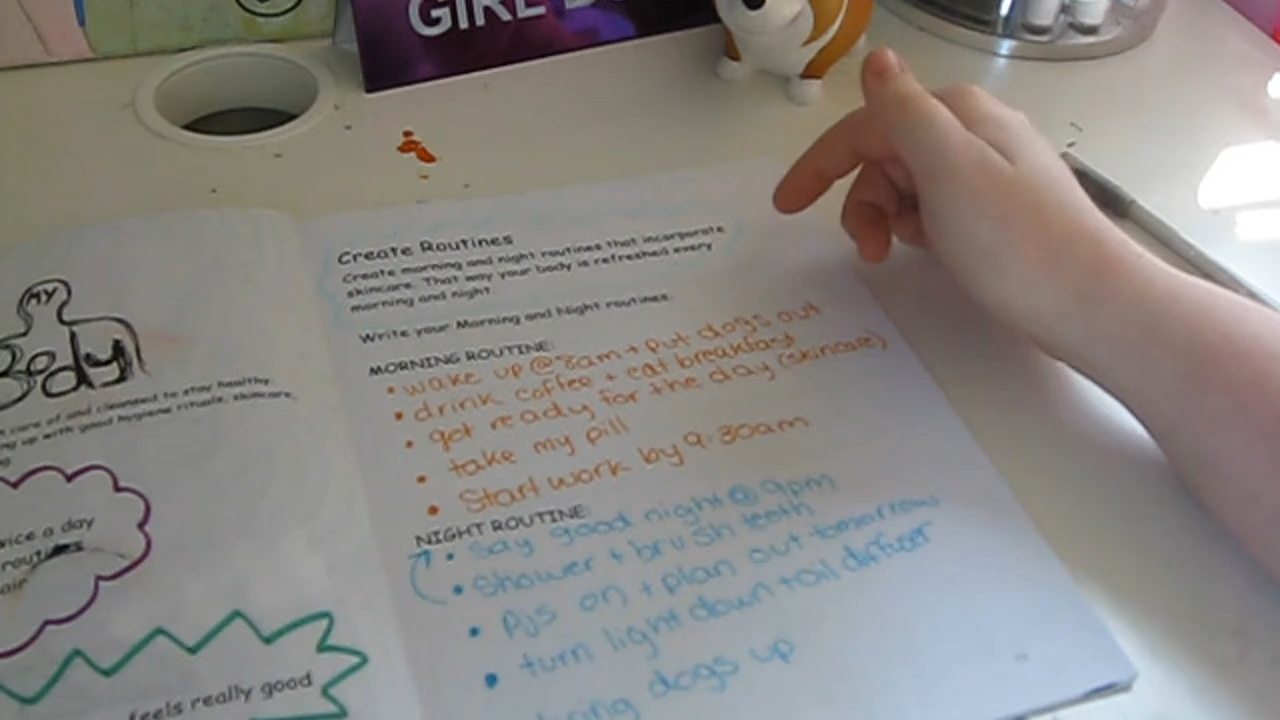 GIRL
MY
Body
care of and cleansed to stay healthy.
up with good hygiene rituals, skincare,
a day
routines
feels really good
Create Routines
Create morning and night routines that incorporate
skincare. That way your body is refreshed every
morning and night
Write your Morning and Night routines.
MORNING ROUTINE:
• wake up @ 8am + put dogs out
• drink coffee + eat breakfast
• get ready for the day (skincare)
• take my pill
• Start work by 9:30am
NIGHT ROUTINE:
• Say good night @ 9pm
• Shower + brush teeth
• Pjs on + plan out tomorrow
• turn light down + oil diffuser
bring dogs up